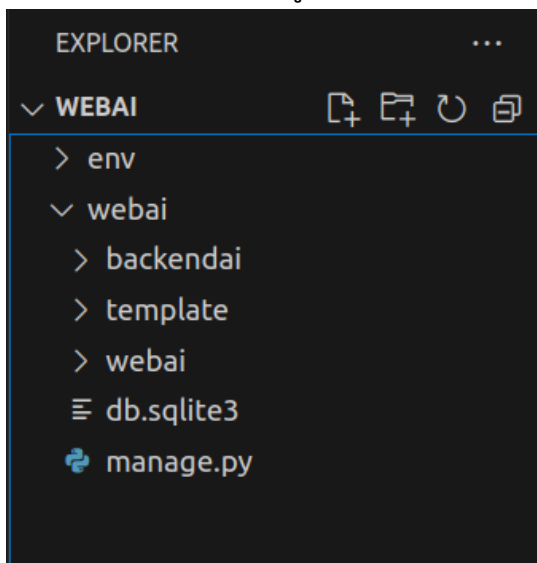 EXPLORER
WEBAI
env
webai
backendai
template
webai
db.sqlite3
manage.py